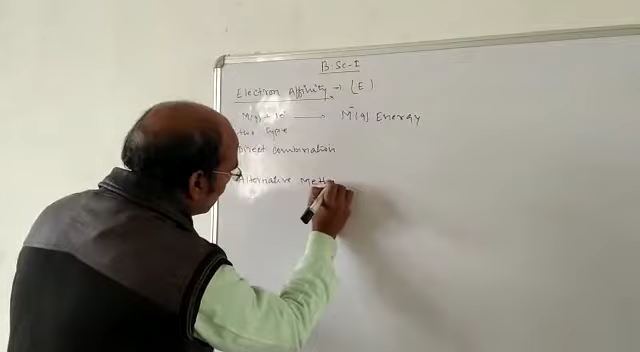 B.Sc-I
Electron Affinity → (E)
M(g) + 1e⁻ ⟶ M⁻(g) Energy
two type
Direct combination
Alternative Meth